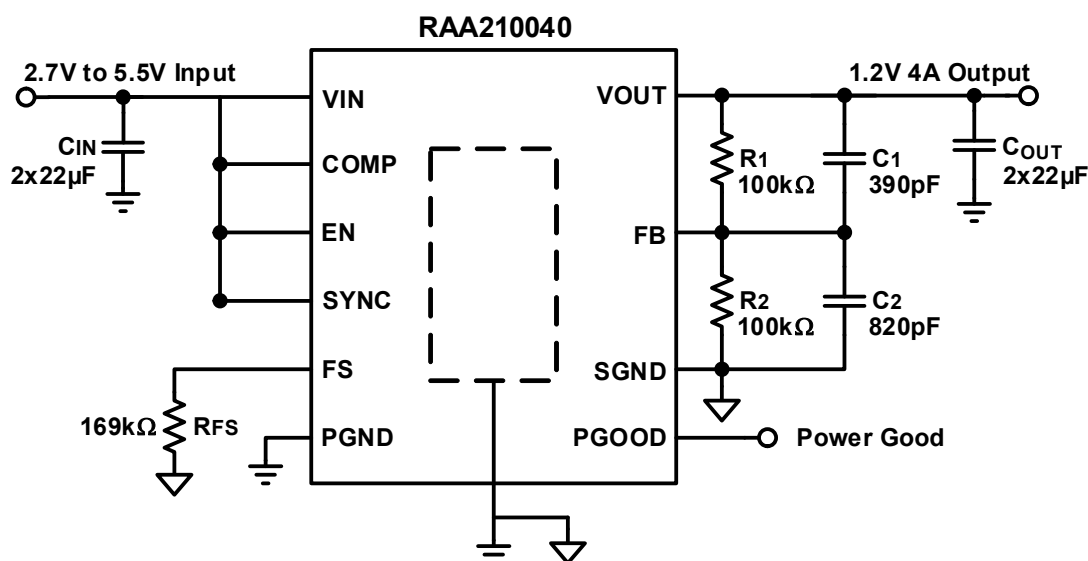 RAA210040
2.7V to 5.5V Input
1.2V 4A Output
VIN
VOUT
CIN
2x22µF
COMP
R1
100kΩ
C1
390pF
COUT
2x22µF
EN
FB
SYNC
R2
100kΩ
C2
820pF
FS
SGND
169kΩ
RFS
PGND
PGOOD
Power Good